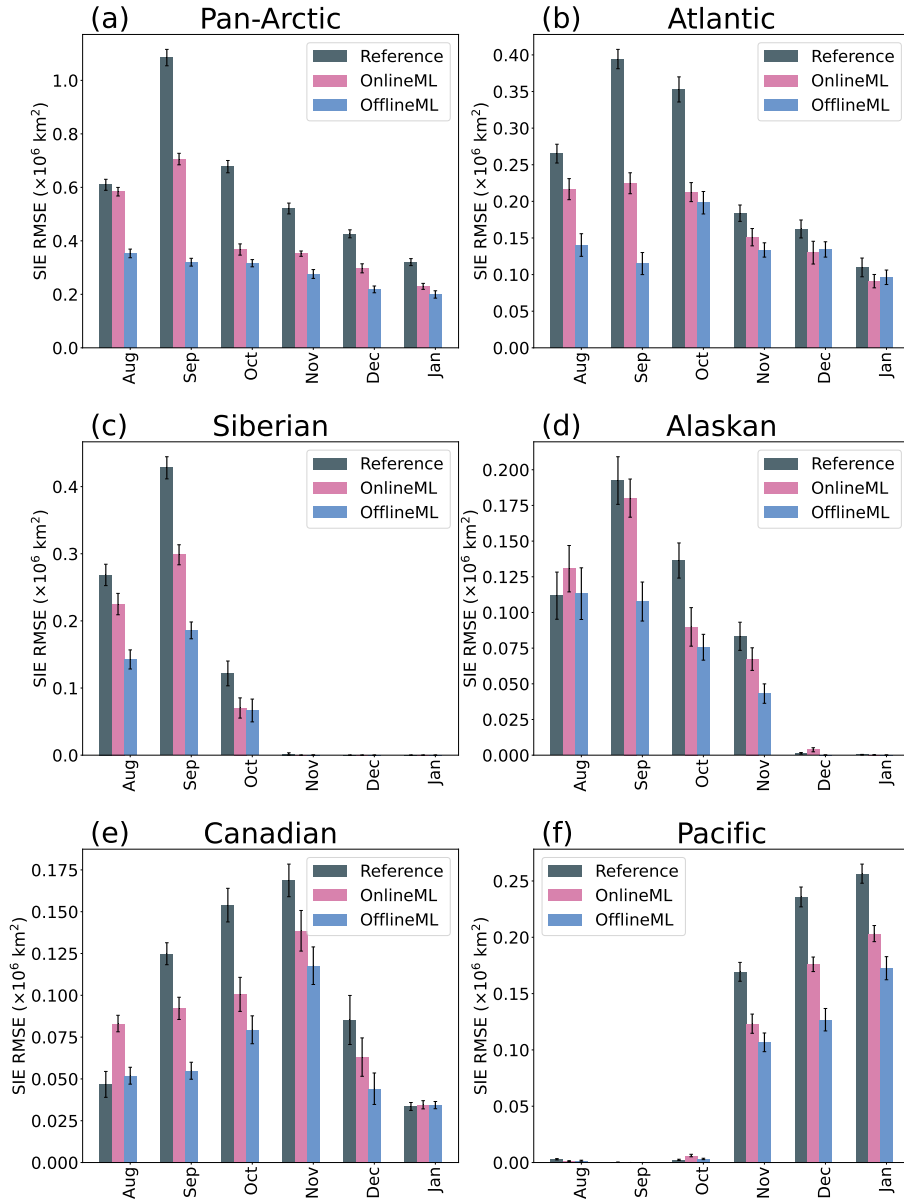 (a) Pan-Arctic
SIE RMSE (×10⁶ km²)
1.0
0.8
0.6
0.4
0.2
0.0
Reference
OnlineML
OfflineML
Aug Sep Oct Nov Dec Jan
(b) Atlantic
SIE RMSE (×10⁶ km²)
0.40
0.35
0.30
0.25
0.20
0.15
0.10
0.05
0.00
Reference
OnlineML
OfflineML
Aug Sep Oct Nov Dec Jan
(c) Siberian
SIE RMSE (×10⁶ km²)
0.4
0.3
0.2
0.1
0.0
Reference
OnlineML
OfflineML
Aug Sep Oct Nov Dec Jan
(d) Alaskan
SIE RMSE (×10⁶ km²)
0.200
0.175
0.150
0.125
0.100
0.075
0.050
0.025
0.000
Reference
OnlineML
OfflineML
Aug Sep Oct Nov Dec Jan
(e) Canadian
SIE RMSE (×10⁶ km²)
0.175
0.150
0.125
0.100
0.075
0.050
0.025
0.000
Reference
OnlineML
OfflineML
Aug Sep Oct Nov Dec Jan
(f) Pacific
SIE RMSE (×10⁶ km²)
0.25
0.20
0.15
0.10
0.05
0.00
Reference
OnlineML
OfflineML
Aug Sep Oct Nov Dec Jan